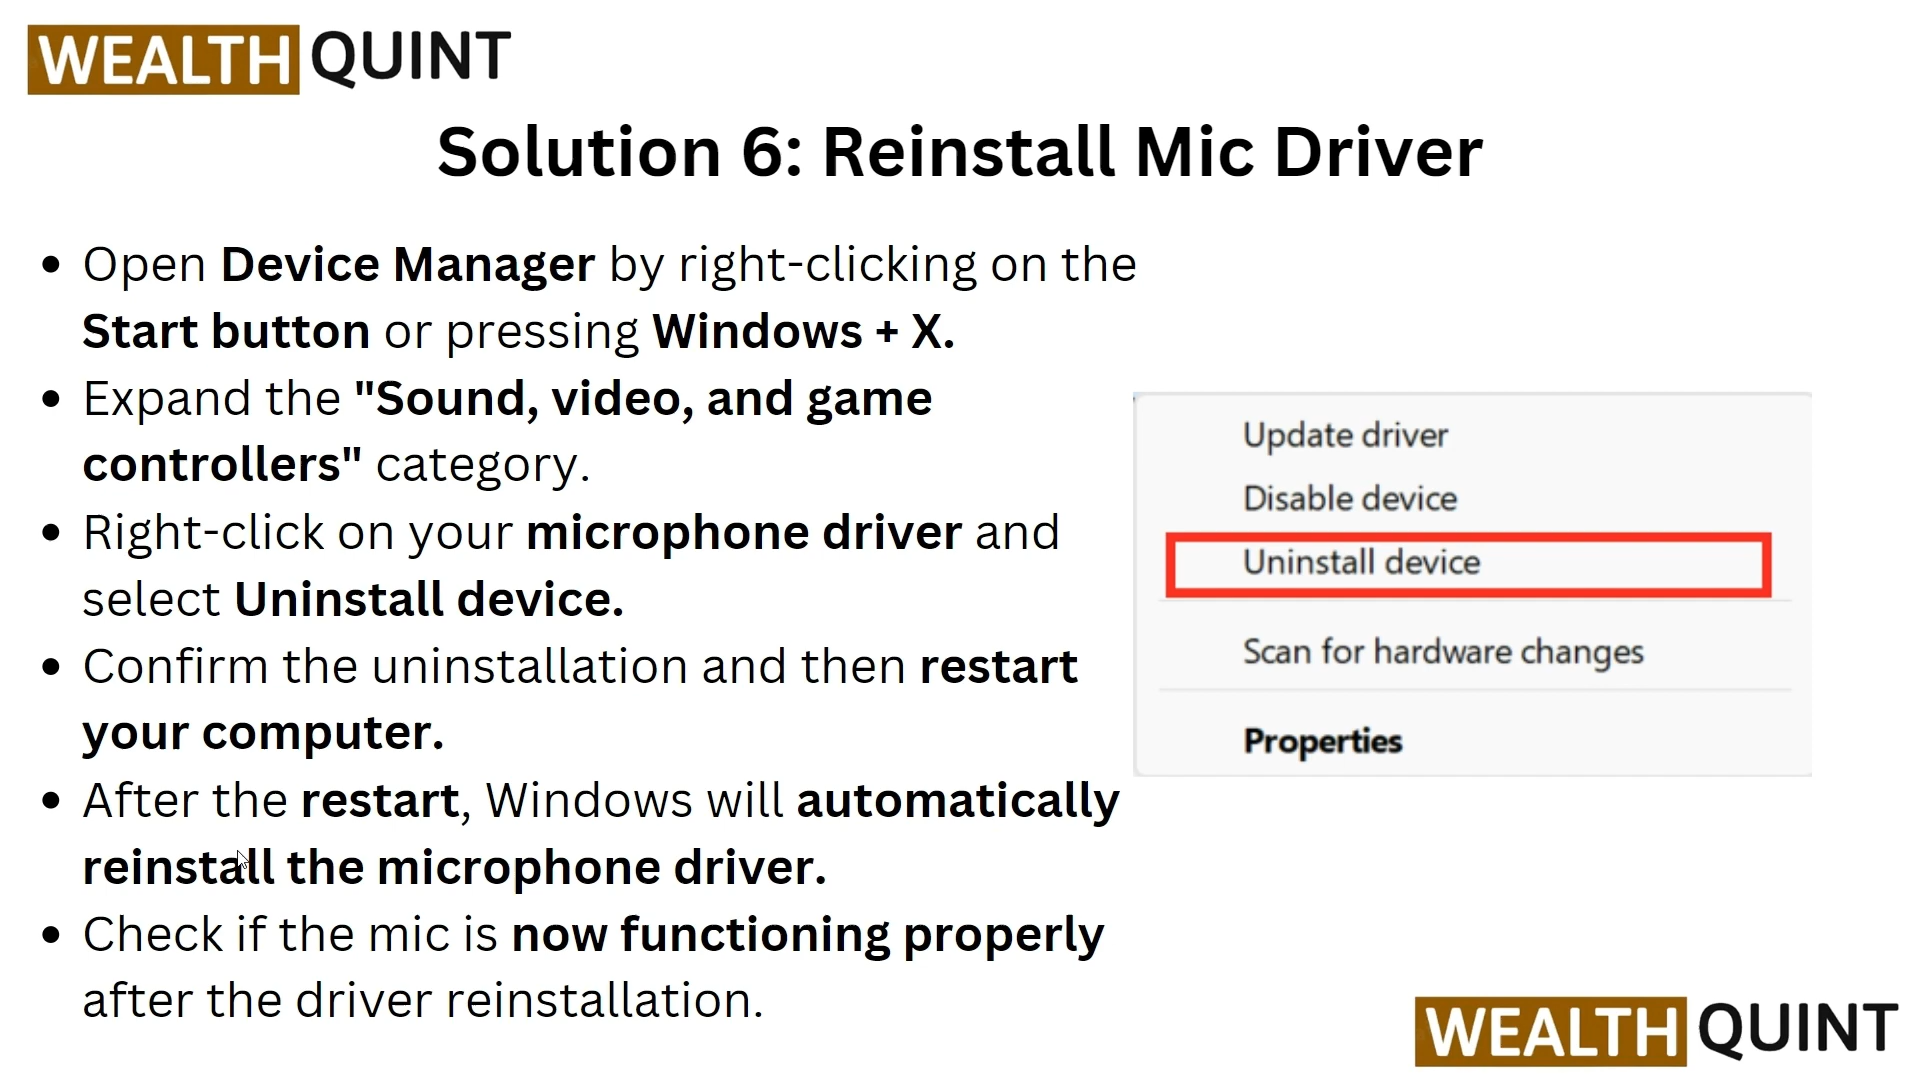 WEALTH QUINT
Solution 6: Reinstall Mic Driver
• Open Device Manager by right-clicking on the
Start button or pressing Windows + X.
• Expand the "Sound, video, and game
controllers" category.
• Right-click on your microphone driver and
select Uninstall device.
• Confirm the uninstallation and then restart
your computer.
• After the restart, Windows will automatically
reinstall the microphone driver.
• Check if the mic is now functioning properly
after the driver reinstallation.
Update driver
Disable device
Uninstall device
Scan for hardware changes
Properties
WEALTH QUINT